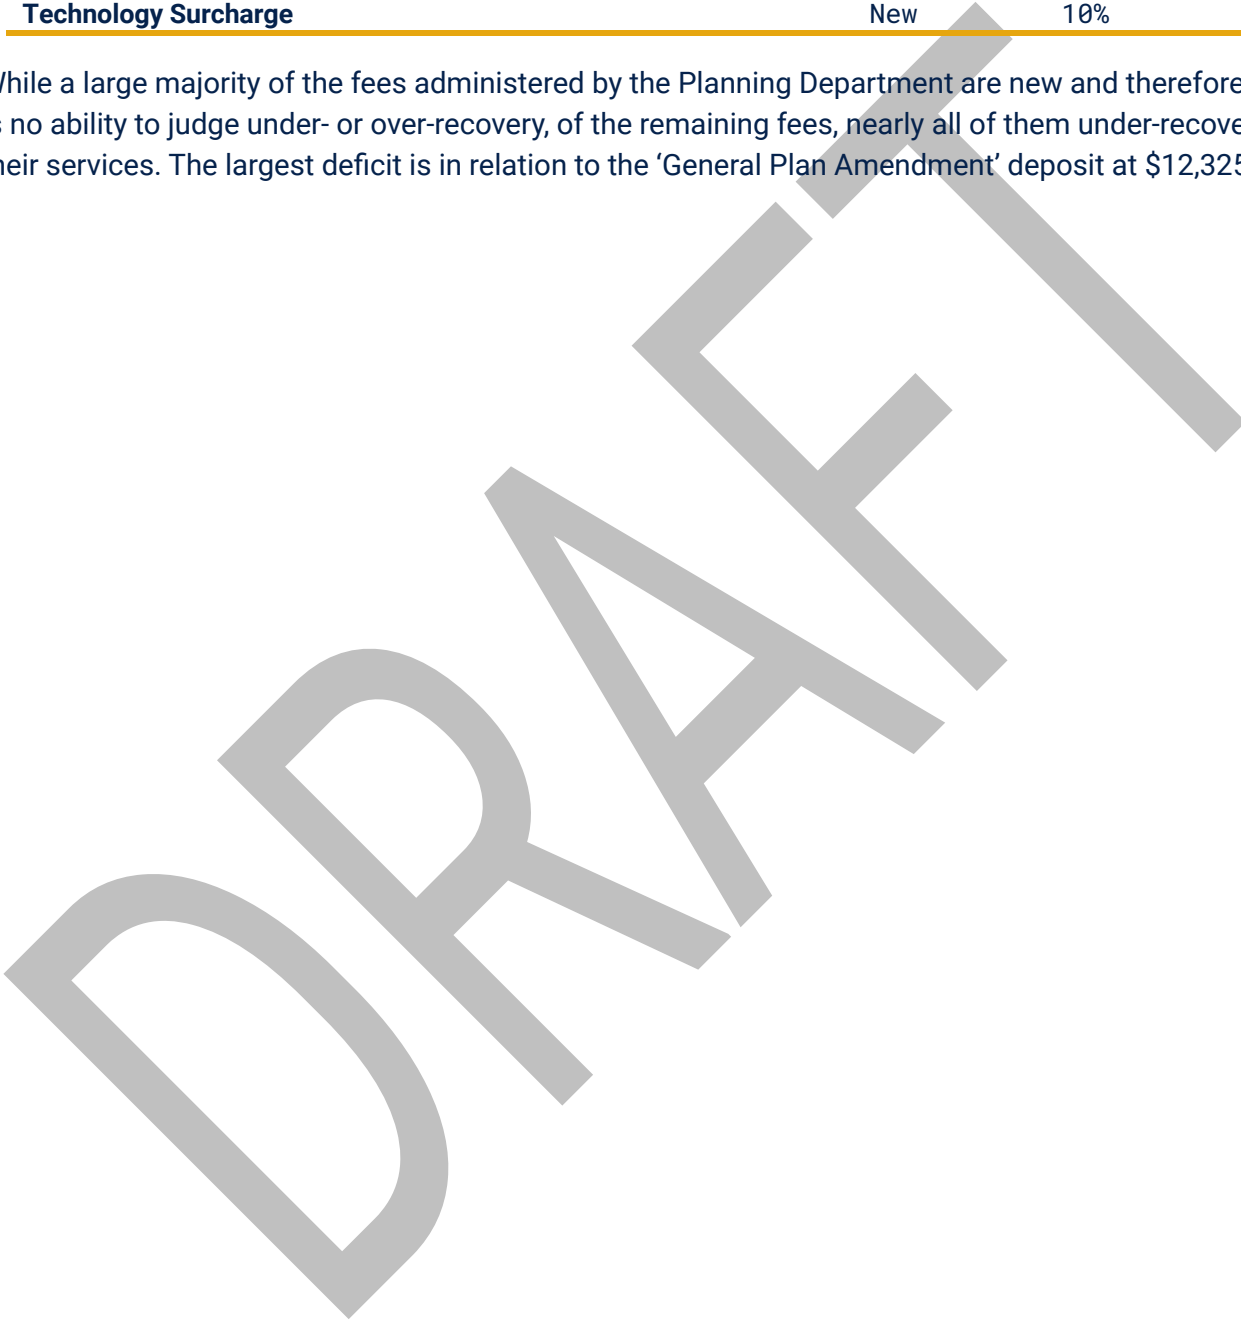 Technology Surcharge New 10%
While a large majority of the fees administered by the Planning Department are new and therefore
no ability to judge under- or over-recovery, of the remaining fees, nearly all of them under-recove
heir services. The largest deficit is in relation to the ‘General Plan Amendment’ deposit at $12,325
DRAFT